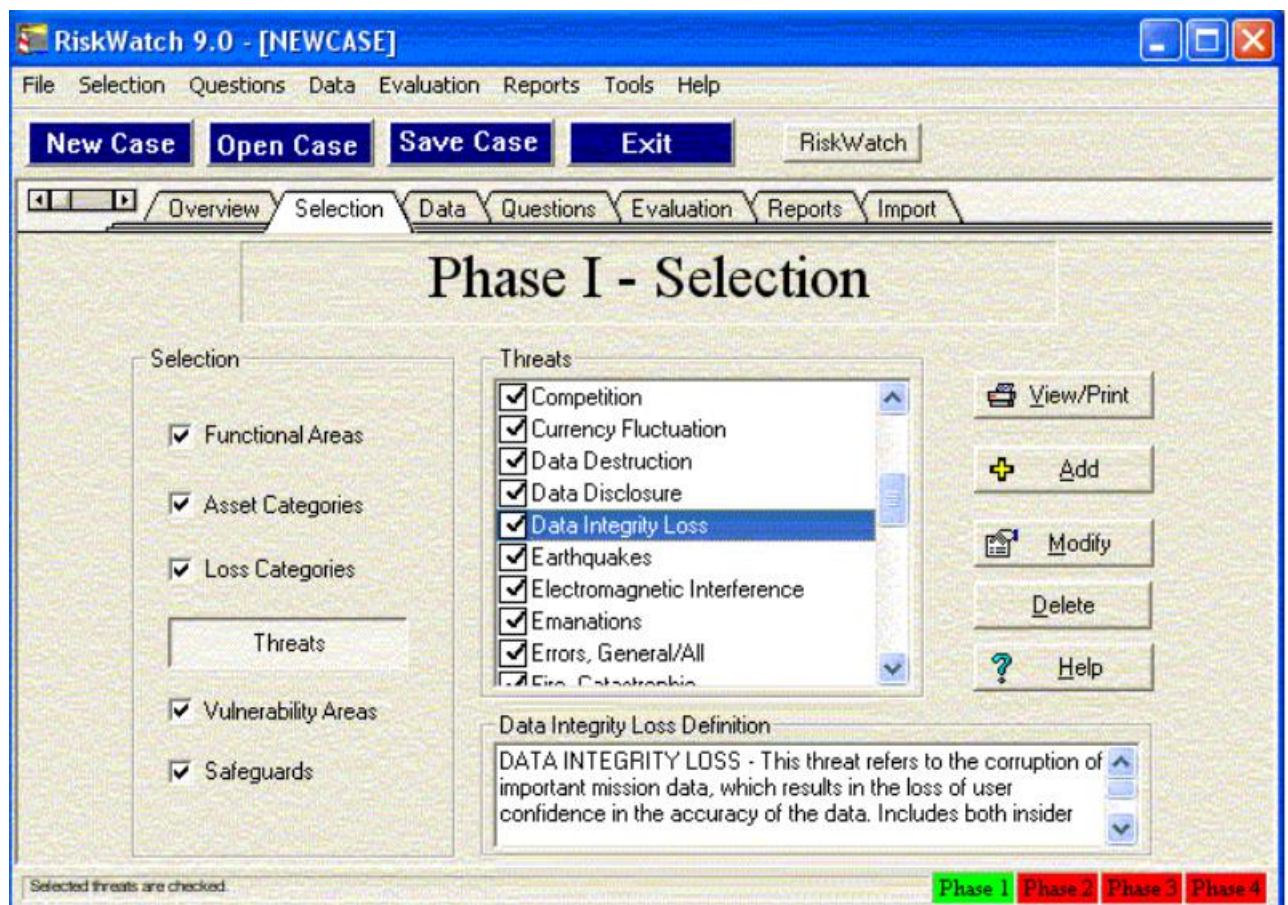 RiskWatch 9.0 - [NEWCASE]
File Selection Questions Data Evaluation Reports Tools Help
New Case Open Case Save Case Exit RiskWatch
Overview Selection Data Questions Evaluation Reports Import
Phase I - Selection
Selection
Functional Areas
Asset Categories
Loss Categories
Threats
Vulnerability Areas
Safeguards
Threats
Competition
Currency Fluctuation
Data Destruction
Data Disclosure
Data Integrity Loss
Earthquakes
Electromagnetic Interference
Emanations
Errors, General/All
Fire, Catastrophic
View/Print
Add
Modify
Delete
? Help
Data Integrity Loss Definition
DATA INTEGRITY LOSS - This threat refers to the corruption of
important mission data, which results in the loss of user
confidence in the accuracy of the data. Includes both insider
Selected threats are checked.
Phase 1 Phase 2 Phase 3 Phase 4